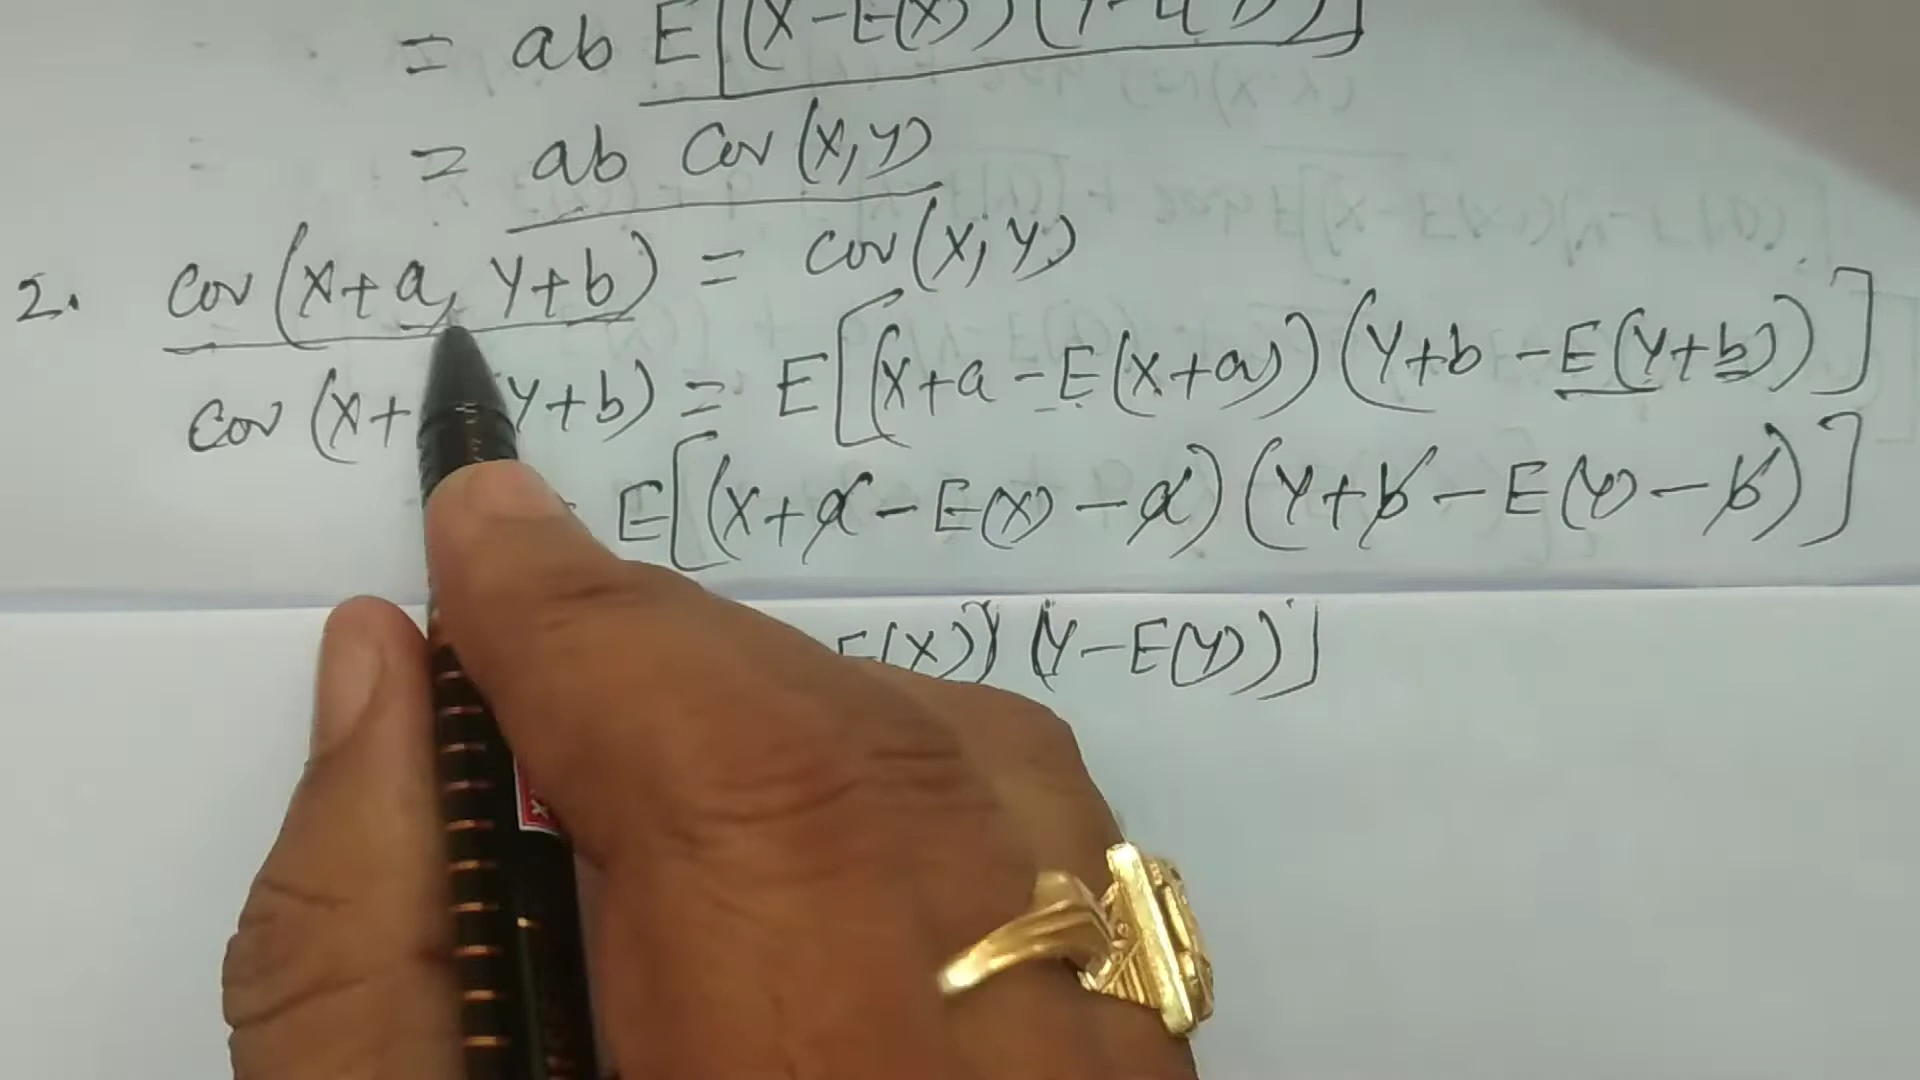 = ab E[(X-E(X))(Y-E(Y))]
= ab Cov (X,Y)
2. Cov (X+a, Y+b) = Cov (X, Y)
Cov (X+ Y+b) = E[(X+a-E(X+a))(Y+b-E(Y+b))]
= E[(X+a-E(X)-a)(Y+b-E(Y)-b)]
E(X))(Y-E(Y))]